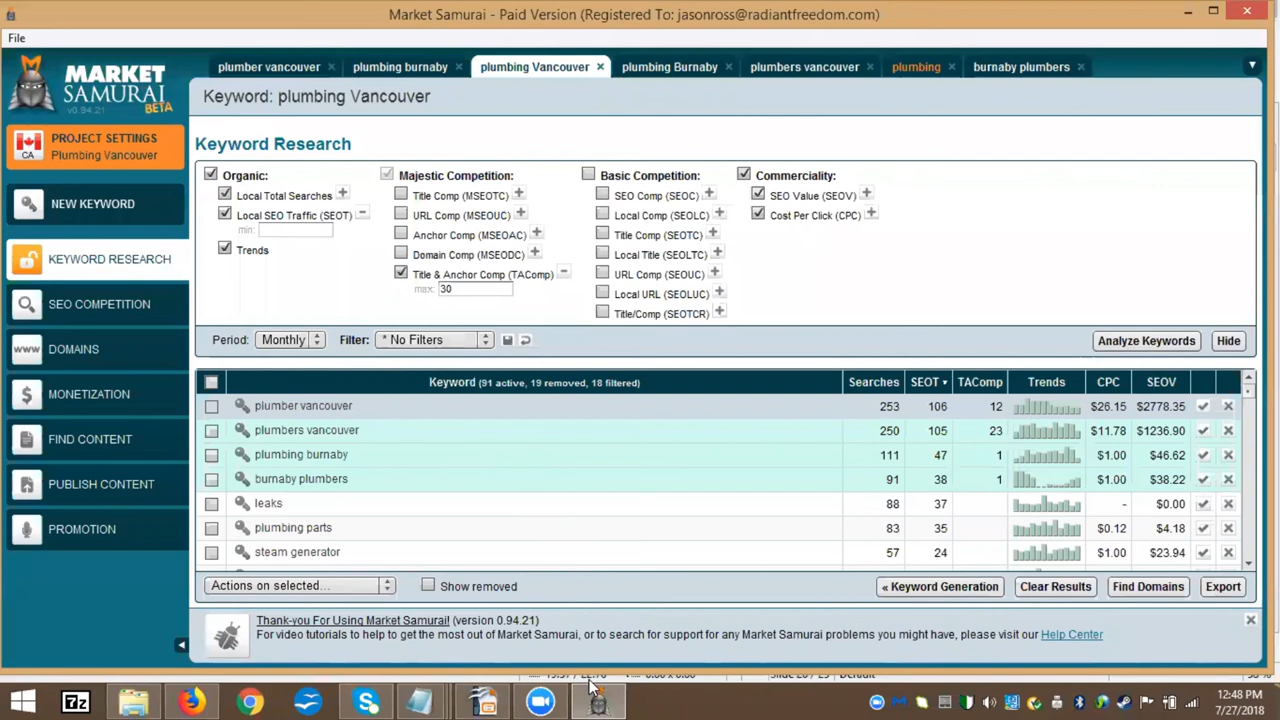 Market Samurai - Paid Version (Registered To: jasonross@radiantfreedom.com)
File
plumber vancouver
plumbing burnaby
plumbing Vancouver
plumbing Burnaby
plumbers vancouver
plumbing
burnaby plumbers
MARKET
SAMURAI
v0.94.21 BETA
Keyword: plumbing Vancouver
PROJECT SETTINGS
CA
Plumbing Vancouver
NEW KEYWORD
KEYWORD RESEARCH
SEO COMPETITION
www DOMAINS
$ MONETIZATION
FIND CONTENT
PUBLISH CONTENT
PROMOTION
Keyword Research
Organic:
Local Total Searches
Local SEO Traffic (SEOT)
min:
Trends
Majestic Competition:
Title Comp (MSEOTC)
URL Comp (MSEOUC)
Anchor Comp (MSEOAC)
Domain Comp (MSEODC)
Title & Anchor Comp (TAComp)
max: 30
Basic Competition:
SEO Comp (SEOC)
Local Comp (SEOLC)
Title Comp (SEOTC)
Local Title (SEOLTC)
URL Comp (SEOUC)
Local URL (SEOLUC)
Title/Comp (SEOTCR)
Commerciality:
SEO Value (SEOV)
Cost Per Click (CPC)
Period: Monthly Filter: * No Filters Analyze Keywords Hide
Keyword (91 active, 19 removed, 18 filtered) Searches SEOT TAComp Trends CPC SEOV
plumber vancouver 253 106 12 $26.15 $2778.35
plumbers vancouver 250 105 23 $11.78 $1236.90
plumbing burnaby 111 47 1 $1.00 $46.62
burnaby plumbers 91 38 1 $1.00 $38.22
leaks 88 37 - $0.00
plumbing parts 83 35 $0.12 $4.18
steam generator 57 24 $1.00 $23.94
Actions on selected... Show removed « Keyword Generation Clear Results Find Domains Export
Thank-you For Using Market Samurai! (version 0.94.21)
For video tutorials to help to get the most out of Market Samurai, or to search for support for any Market Samurai problems you might have, please visit our Help Center
7z
12:48 PM
7/27/2018